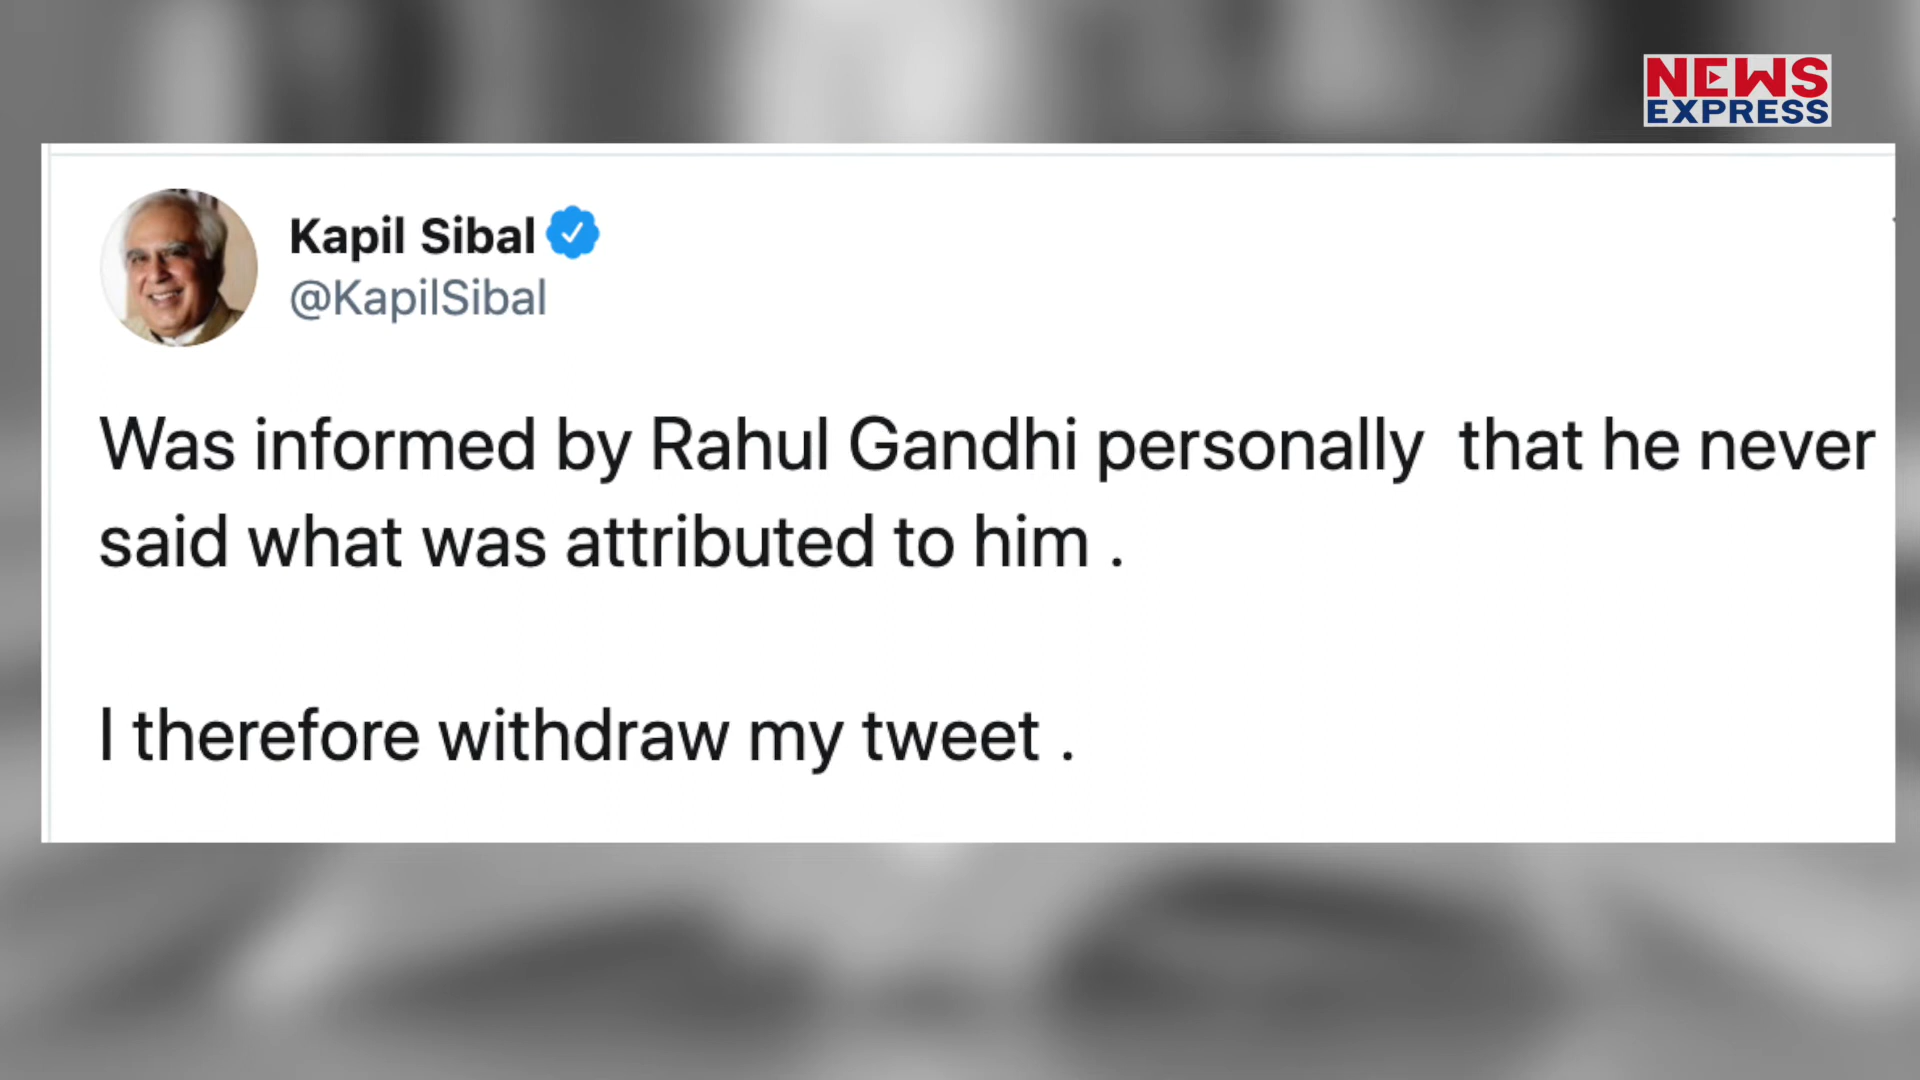 NEWS
EXPRESS
Kapil Sibal
@KapilSibal
Was informed by Rahul Gandhi personally  that he never
said what was attributed to him .
I therefore withdraw my tweet .